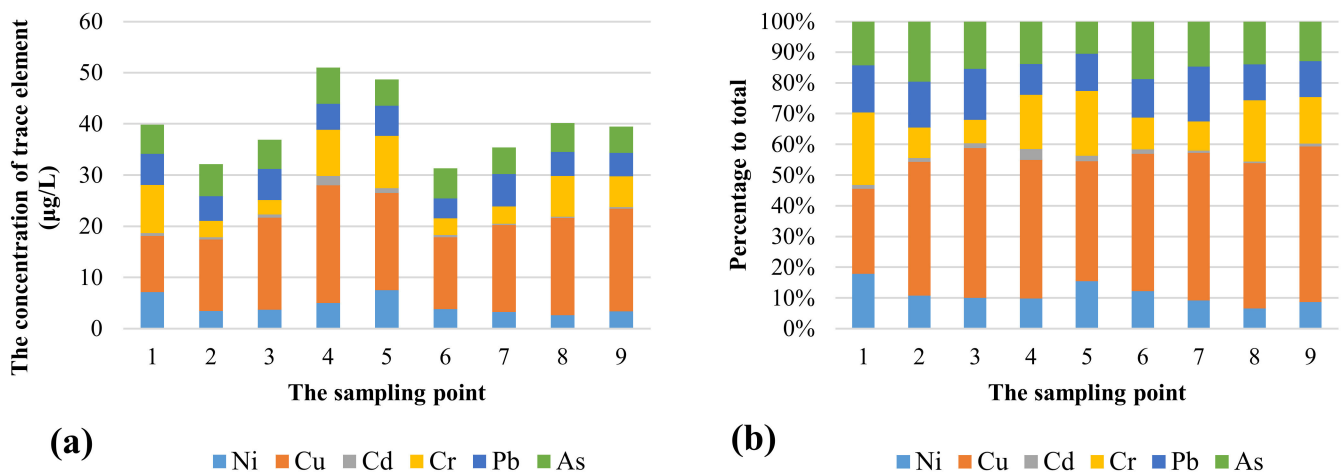 The concentration of trace element
(µg/L)
60
50
40
30
20
10
0
1 2 3 4 5 6 7 8 9
The sampling point
(a)
Ni Cu Cd Cr Pb As
Percentage to total
100%
90%
80%
70%
60%
50%
40%
30%
20%
10%
0%
1 2 3 4 5 6 7 8 9
The sampling point
(b)
Ni Cu Cd Cr Pb As